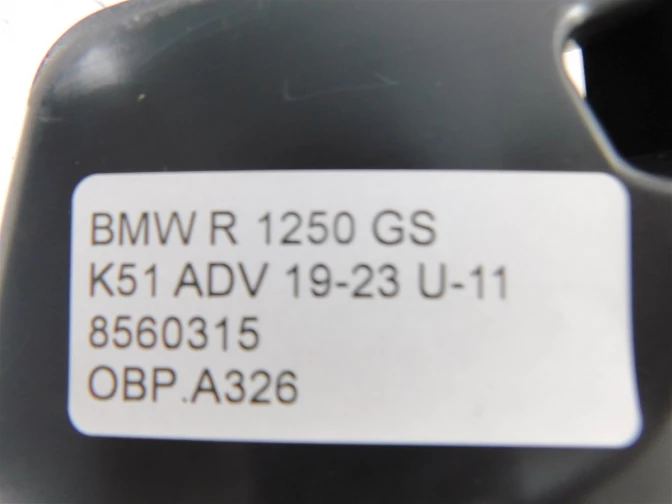 BMW R 1250 GS
K51 ADV 19-23 U-11
8560315
OBP.A326